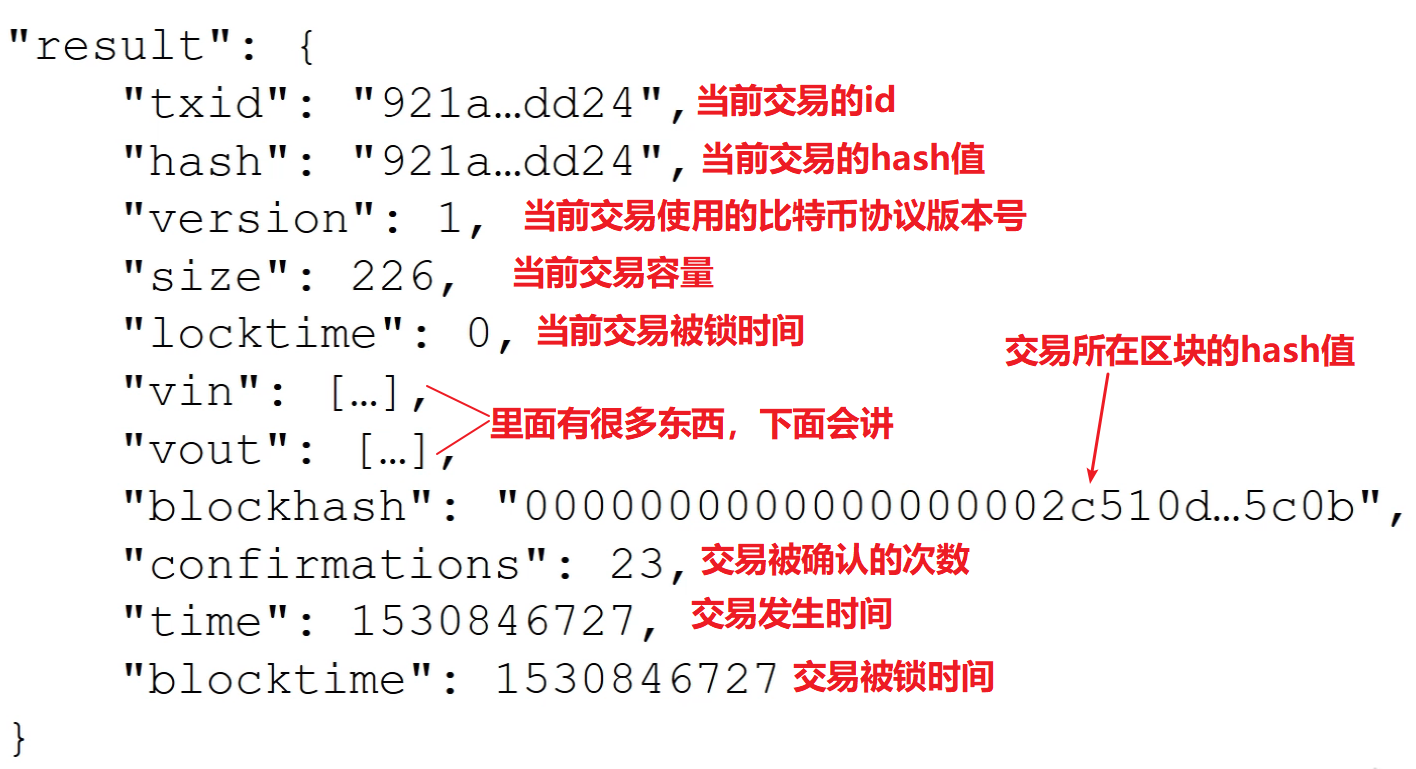 "result": {
"txid": "921a…dd24", 当前交易的id
"hash": "921a…dd24", 当前交易的hash值
"version": 1, 当前交易使用的比特币协议版本号
"size": 226, 当前交易容量
"locktime": 0, 当前交易被锁时间
交易所在区块的hash值
"vin": […],
里面有很多东西，下面会讲
"vout": […],
"blockhash": "0000000000000000002c510d…5c0b",
"confirmations": 23, 交易被确认的次数
"time": 1530846727, 交易发生时间
"blocktime": 1530846727 交易被锁时间
}